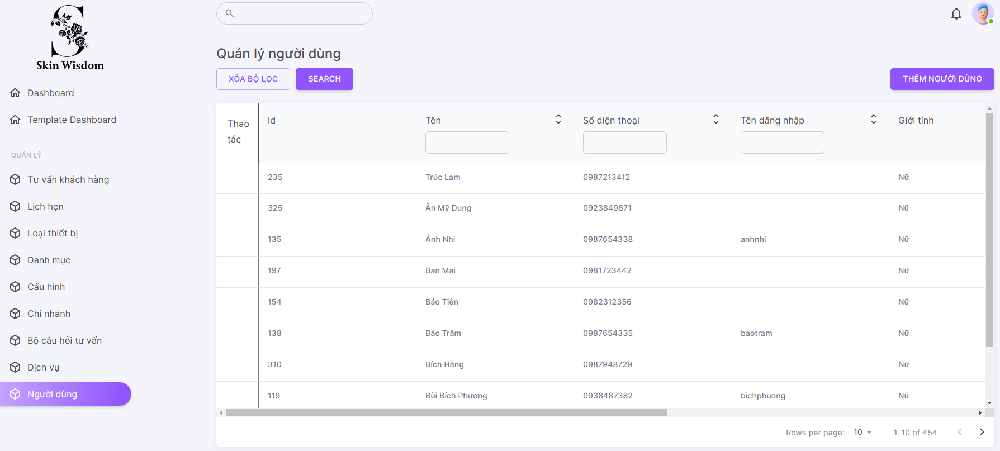 Skin Wisdom
Dashboard
Template Dashboard
QUẢN LÝ
Tư vấn khách hàng
Lịch hẹn
Loại thiết bị
Danh mục
Cấu hình
Chi nhánh
Bộ câu hỏi tư vấn
Dịch vụ
Người dùng
Quản lý người dùng
XÓA BỘ LỌC SEARCH THÊM NGƯỜI DÙNG
Thao tác Id Tên Số điện thoại Tên đăng nhập Giới tính
235 Trúc Lam 0987213412 Nữ
325 Ân Mỹ Dung 0923849871 Nữ
135 Ánh Nhi 0987654338 anhnhi Nữ
197 Ban Mai 0981723442 Nữ
154 Bảo Tiên 0982312356 Nữ
138 Bảo Trâm 0987654335 baotram Nữ
310 Bích Hằng 0987948729 Nữ
119 Bùi Bích Phương 0938487382 bichphuong Nữ
Rows per page: 10 1–10 of 454